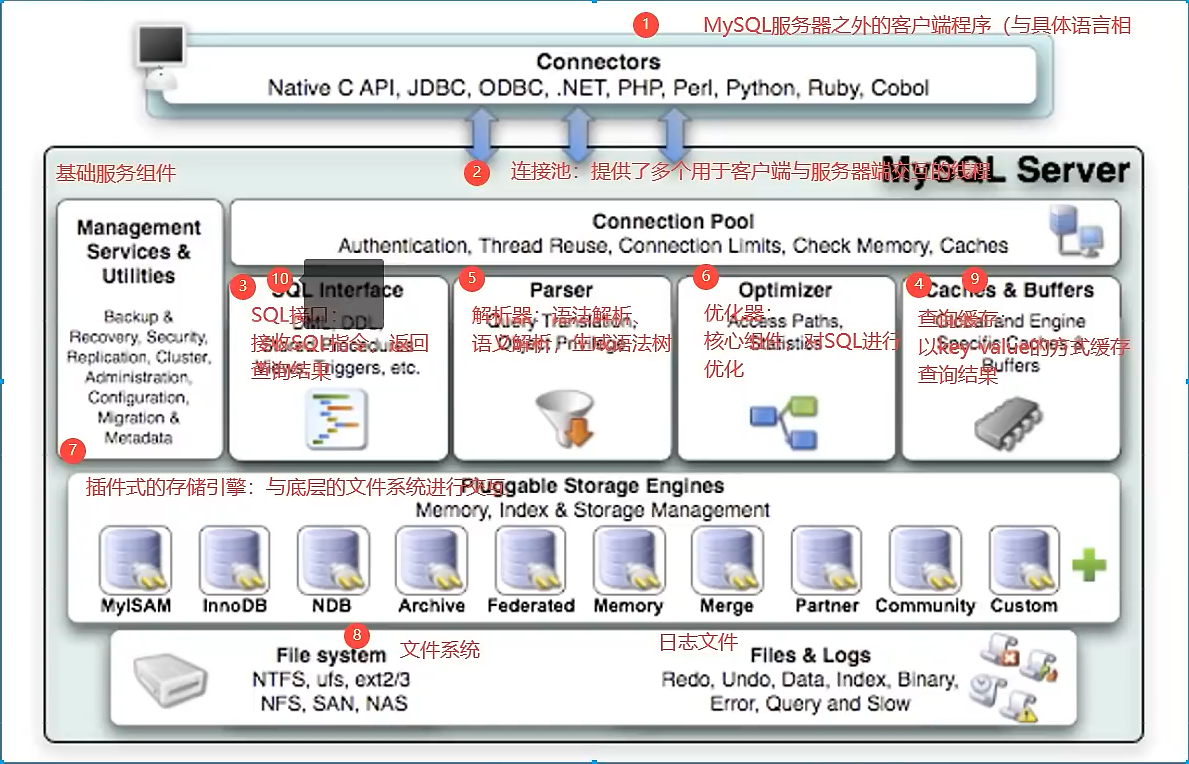 1
MySQL服务器之外的客户端程序（与具体语言相
Connectors
Native C API, JDBC, ODBC, .NET, PHP, Perl, Python, Ruby, Cobol
基础服务组件
2
连接池：提供了多个用于客户端与服务器端交互的线程
MySQL Server
Management
Services &
Utilities
Backup &
Recovery, Security,
Replication, Cluster,
Administration,
Configuration,
Migration &
Metadata
Connection Pool
Authentication, Thread Reuse, Connection Limits, Check Memory, Caches
3
10
SQL Interface
DML, DDL,
Stored Procedures
Views, Triggers, etc.
SQL接口：
接收SQL指令，返回
查询结果
5
Parser
Query Translation,
Object Privilege
解析器：语法解析、
语义解析，生成语法树
6
Optimizer
Access Paths,
Statistics
优化器：
核心组件，对SQL进行
优化
4
9
Caches & Buffers
Global and Engine
Specific Caches &
Buffers
查询缓存：
以key-value的方式缓存
查询结果
7
插件式的存储引擎：与底层的文件系统进行交互
Pluggable Storage Engines
Memory, Index & Storage Management
MyISAM
InnoDB
NDB
Archive
Federated
Memory
Merge
Partner
Community
Custom
8
文件系统
File system
NTFS, ufs, ext2/3
NFS, SAN, NAS
日志文件
Files & Logs
Redo, Undo, Data, Index, Binary,
Error, Query and Slow